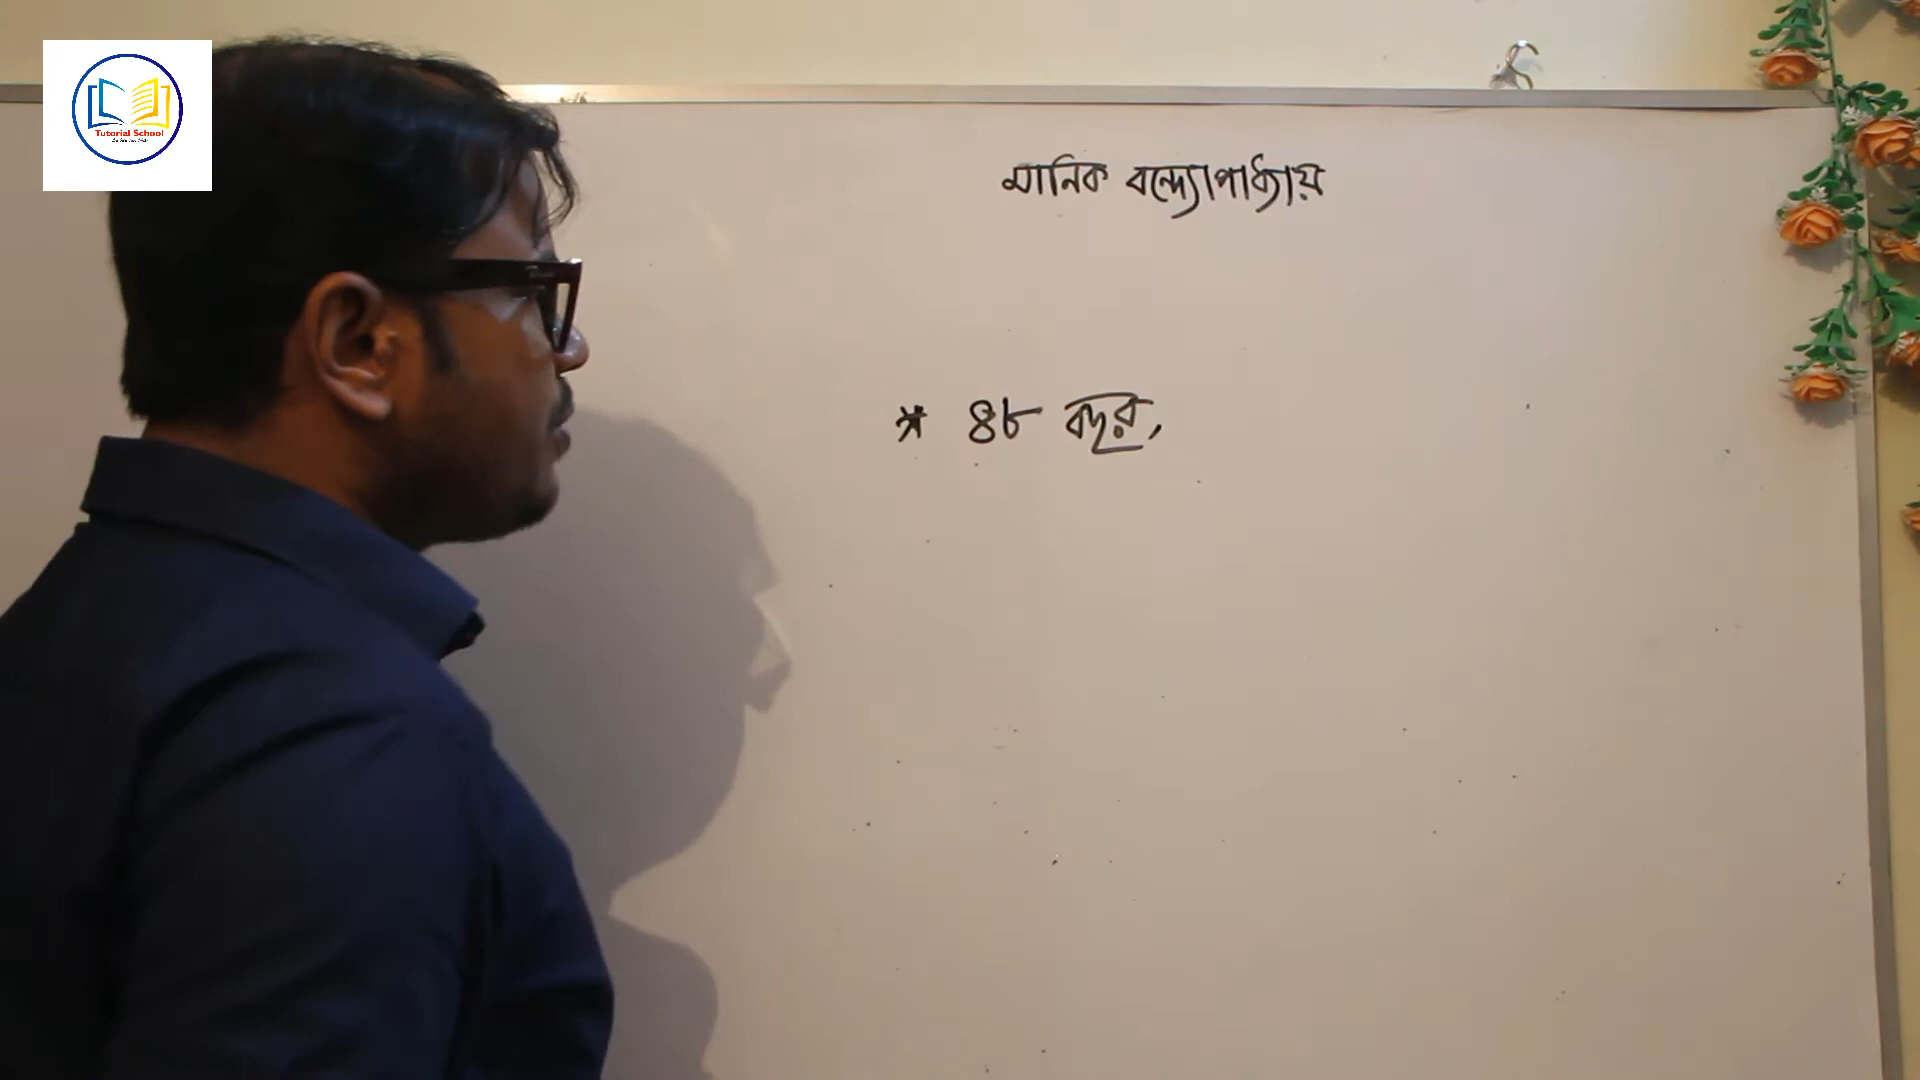 Tutorial School
মানিক বন্দ্যোপাধ্যায়
* ৪৮ বছর,